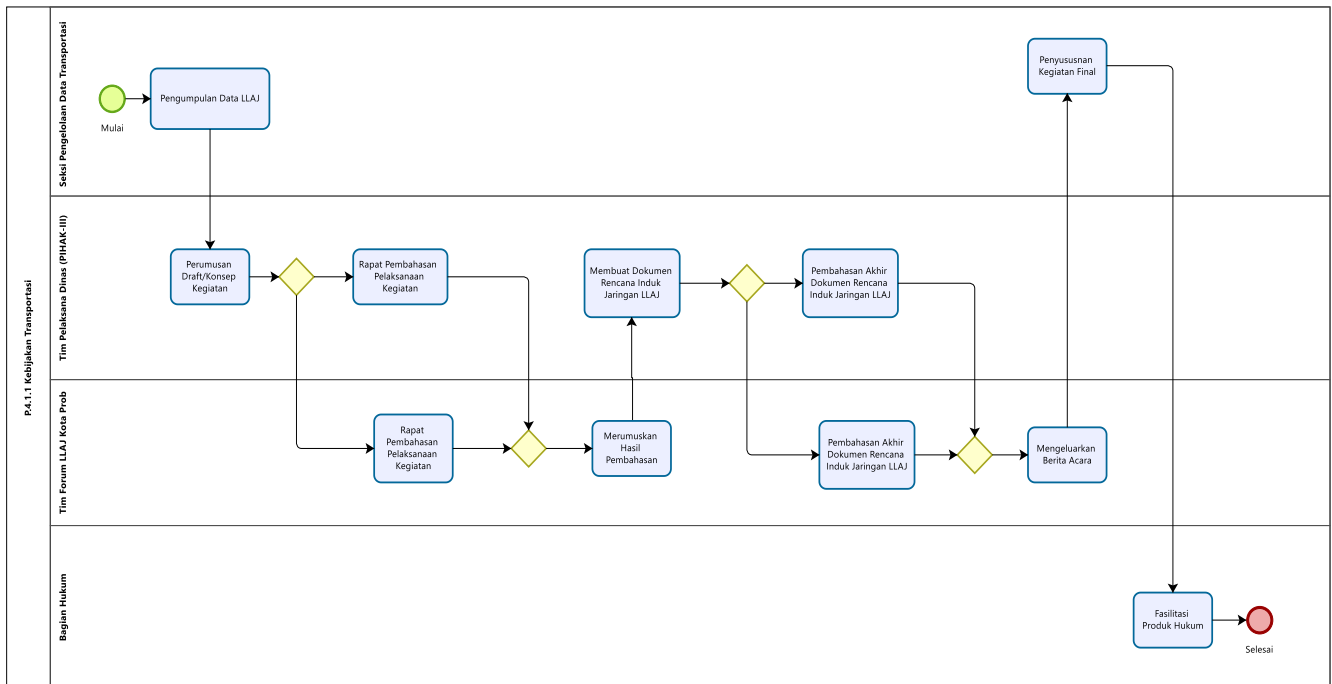 P.4.1.1 Kebijakan Transportasi
Seksi Pengelolaan Data Transportasi
Mulai
Pengumpulan Data LLAJ
Penyususnan
Kegiatan Final
Tim Pelaksana Dinas (PIHAK-III)
Perumusan
Draft/Konsep
Kegiatan
Rapat Pembahasan
Pelaksanaan
Kegiatan
Membuat Dokumen
Rencana Induk
Jaringan LLAJ
Pembahasan Akhir
Dokumen Rencana
Induk Jaringan LLAJ
Tim Forum LLAJ Kota Prob
Rapat
Pembahasan
Pelaksanaan
Kegiatan
Merumuskan
Hasil
Pembahasan
Pembahasan Akhir
Dokumen Rencana
Induk Jaringan LLAJ
Mengeluarkan
Berita Acara
Bagian Hukum
Fasilitasi
Produk Hukum
Selesai